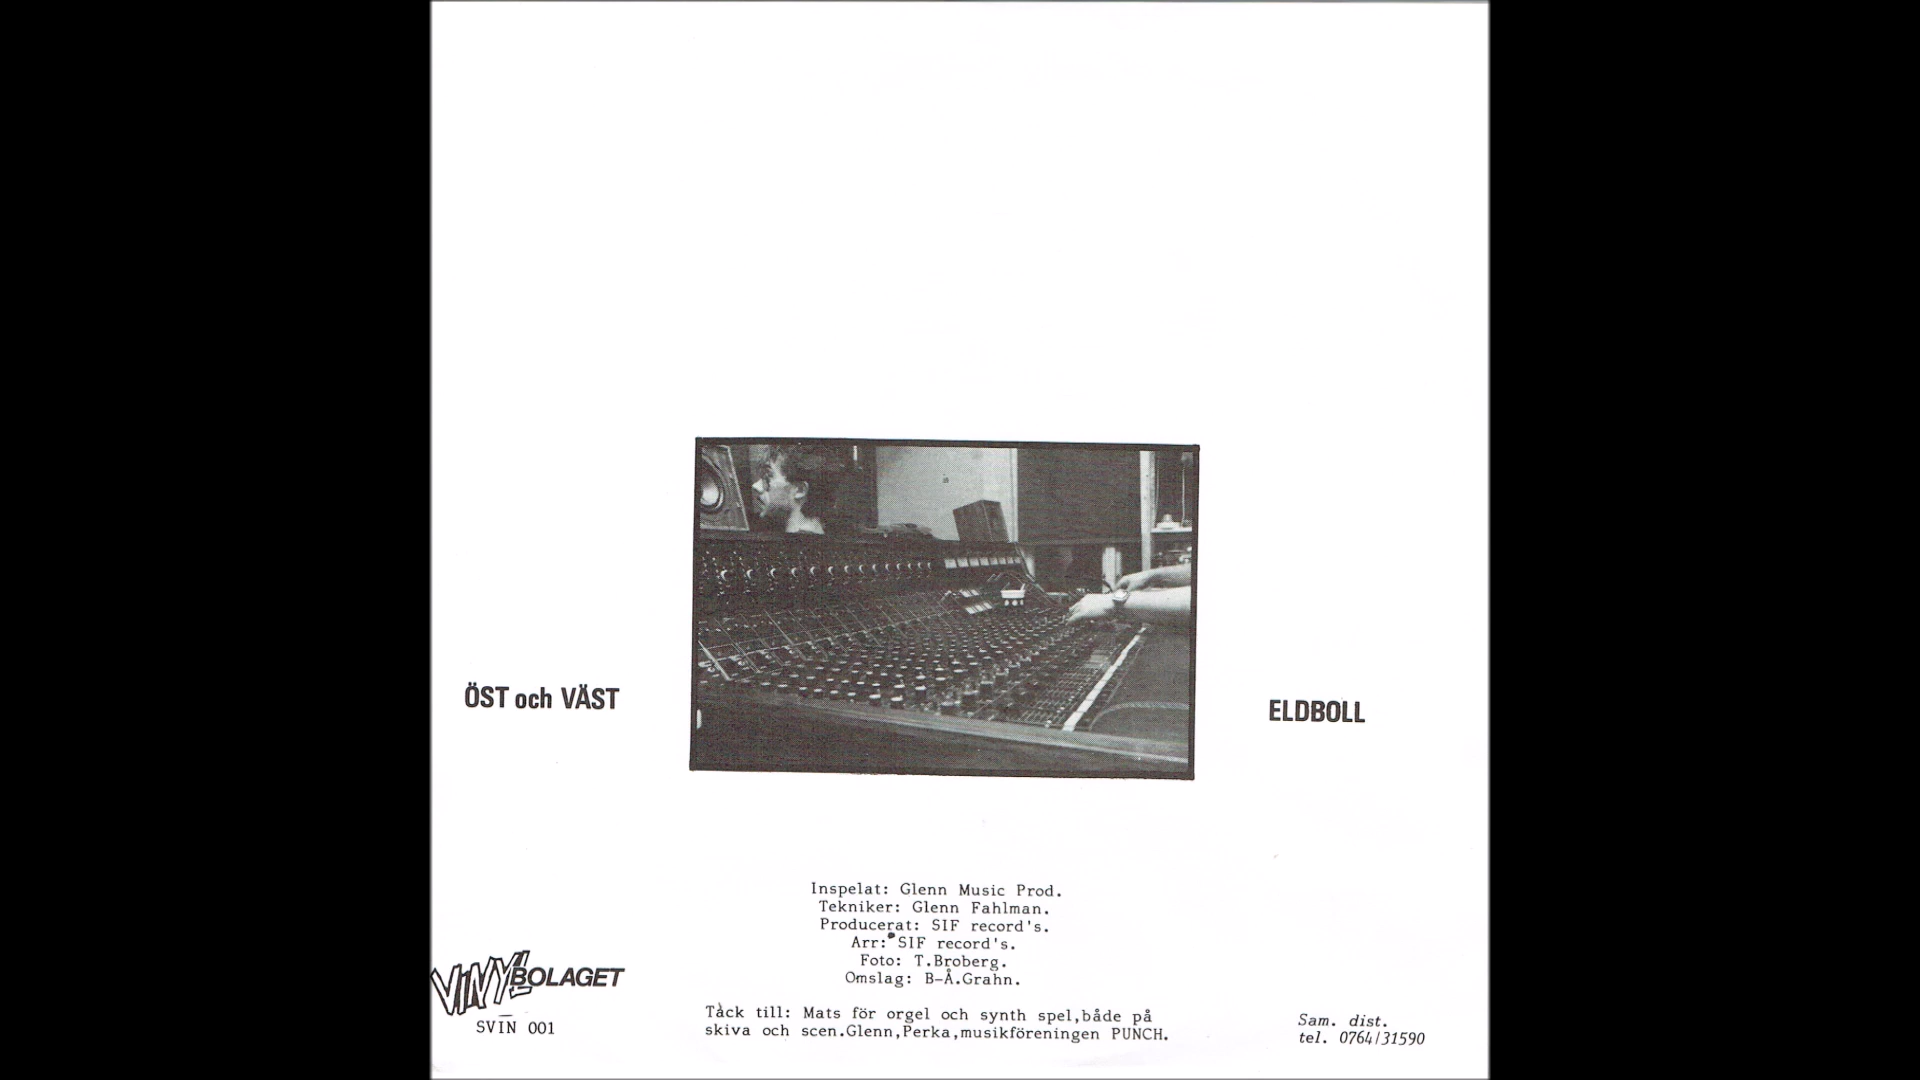 ÖST och VÄST
ELDBOLL
Inspelat: Glenn Music Prod.
Tekniker: Glenn Fahlman.
Producerat: SIF record's.
Arr: SIF record's.
Foto: T.Broberg.
Omslag: B-Å.Grahn.
VINYLBOLAGET
SVIN 001
Tack till: Mats för orgel och synth spel,både på
skiva och scen.Glenn,Perka,musikföreningen PUNCH.
Sam. dist.
tel. 0764/31590